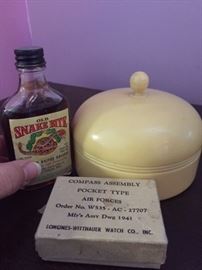 OLD
SNAKE BITE
COMPASS ASSEMBLY
POCKET TYPE
AIR FORCES
Order No. W535 - AC - 27707
Mfr's Assy Dwg 1941
LONGINES-WITTNAUER WATCH CO., INC.